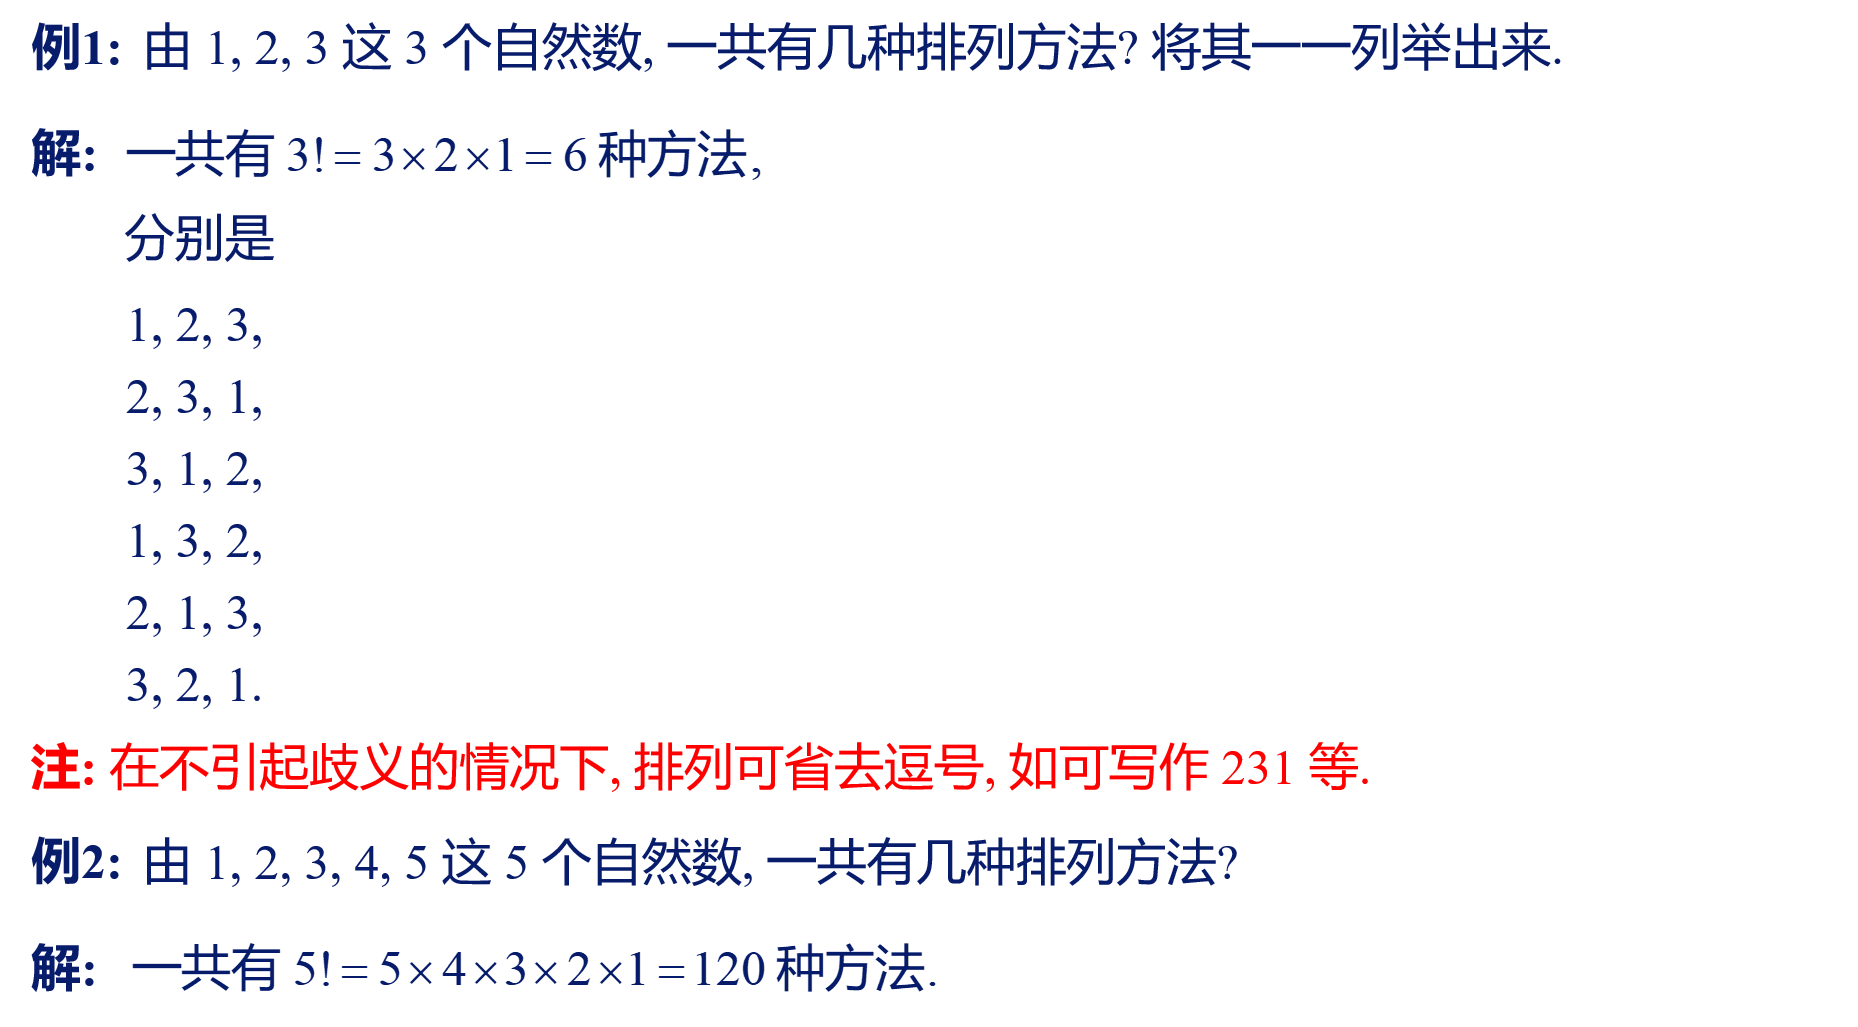 例1: 由 1, 2, 3 这 3 个自然数, 一共有几种排列方法? 将其一一列举出来.
解: 一共有 3! = 3×2×1 = 6 种方法,
分别是
1, 2, 3,
2, 3, 1,
3, 1, 2,
1, 3, 2,
2, 1, 3,
3, 2, 1.
注: 在不引起歧义的情况下, 排列可省去逗号, 如可写作 231 等.
例2: 由 1, 2, 3, 4, 5 这 5 个自然数, 一共有几种排列方法?
解: 一共有 5! = 5×4×3×2×1 = 120 种方法.